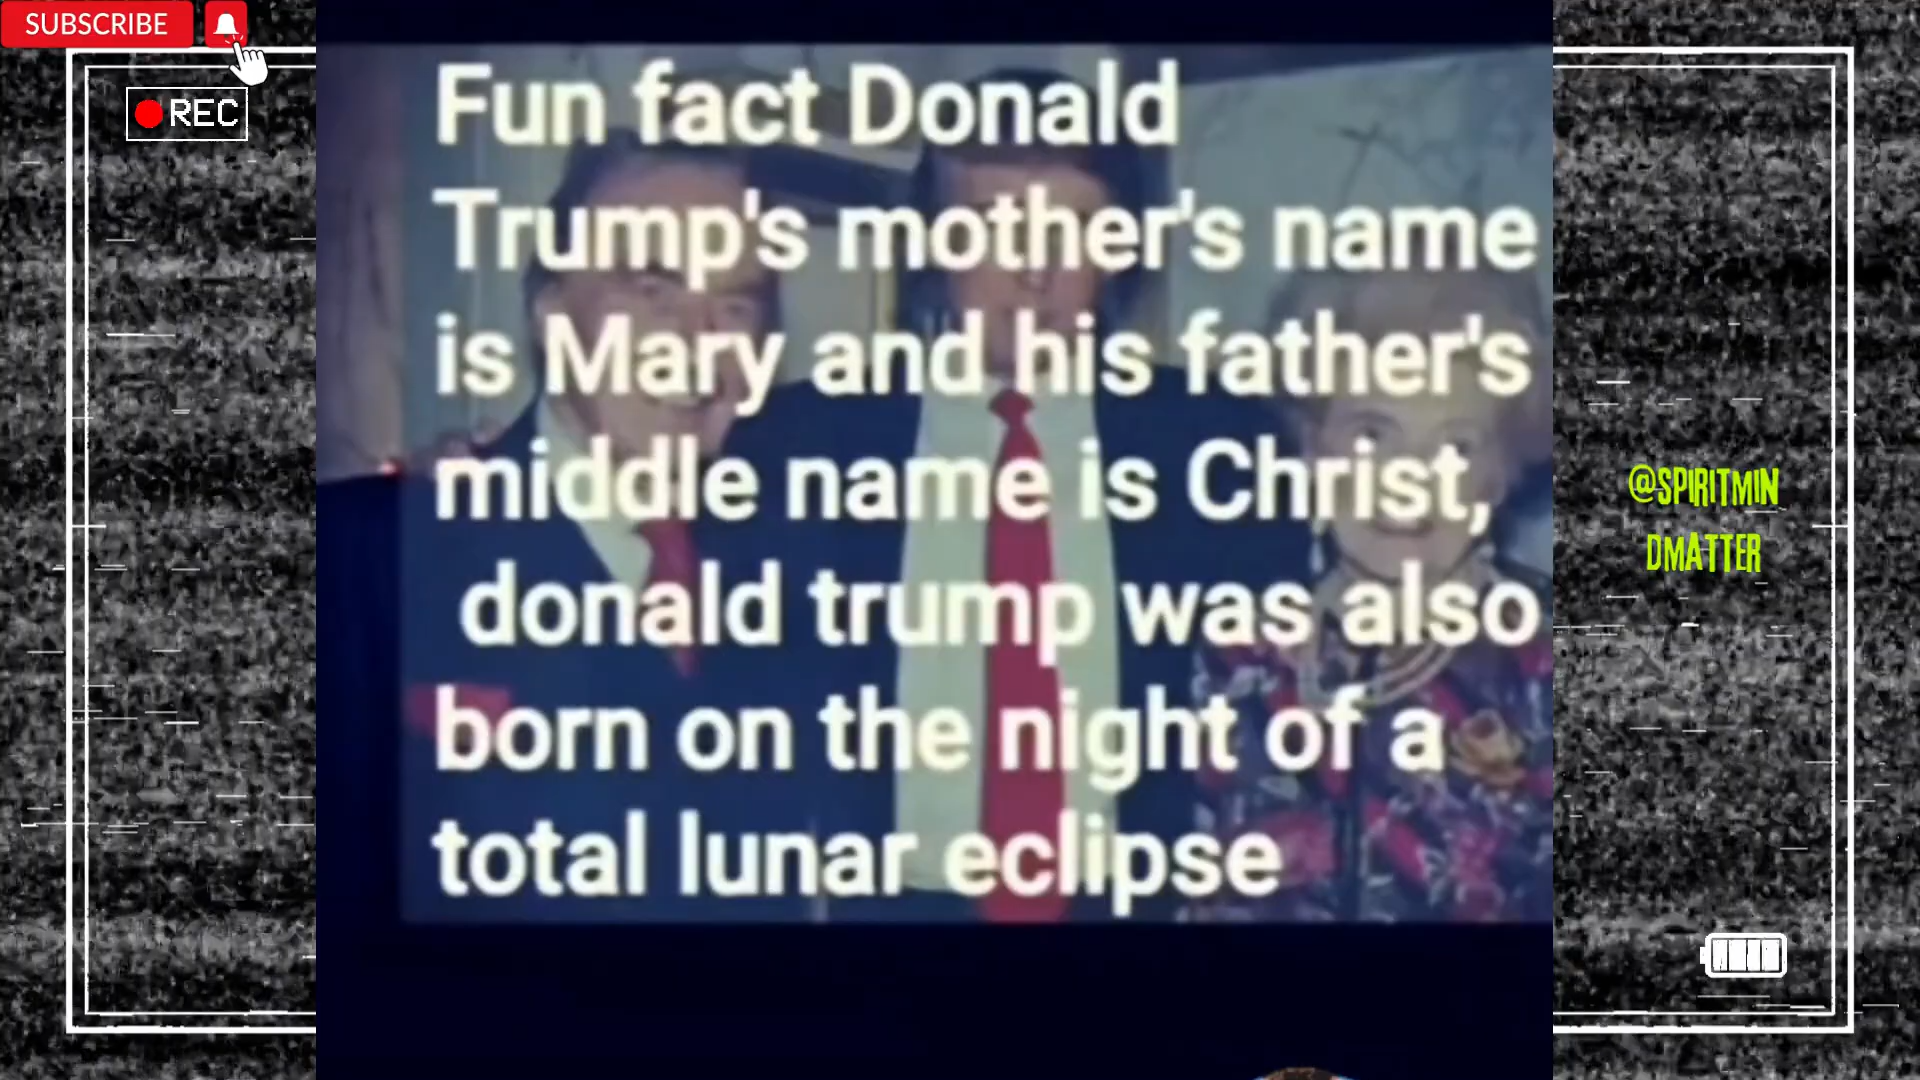 SUBSCRIBE
REC
Fun fact Donald
Trump's mother's name
is Mary and his father's
middle name is Christ,
donald trump was also
born on the night of a
total lunar eclipse
@SPIRITMIN
DMATTER